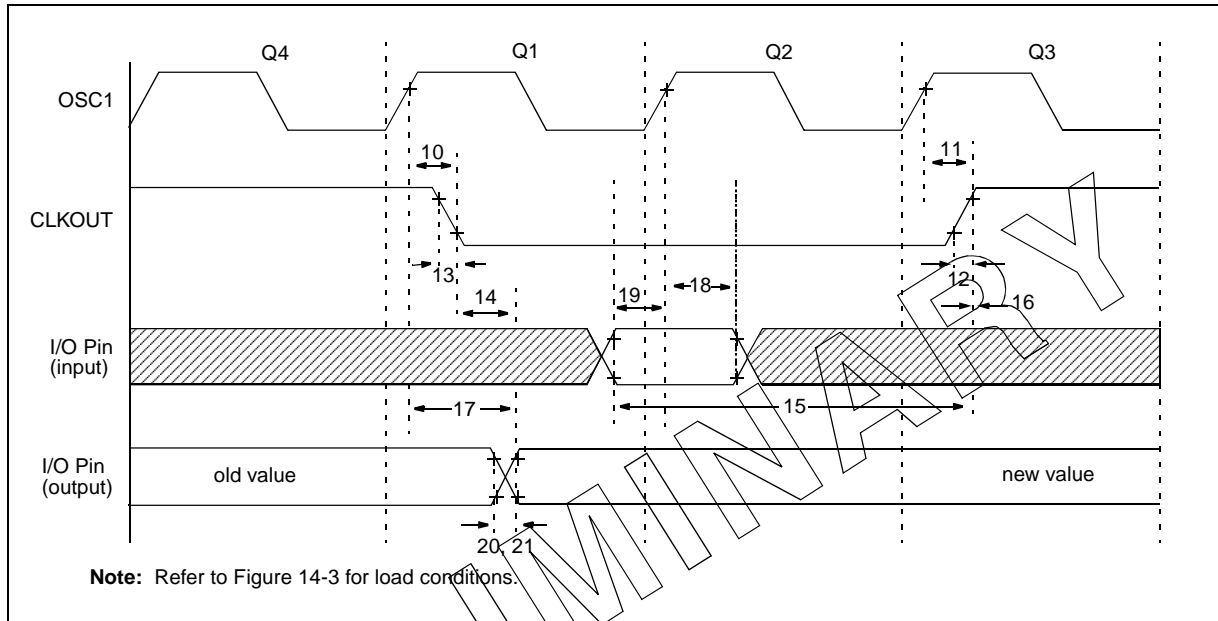 Q4 Q1 Q2 Q3
OSC1
10 11
CLKOUT
13 12
14 19 18 16
I/O Pin
(input)
17 15
I/O Pin
(output)
old value new value
20, 21
Note: Refer to Figure 14-3 for load conditions.
IMINARY